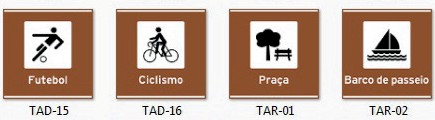 Futebol
Ciclismo
Praça
Barco de passeio
TAD-15
TAD-16
TAR-01
TAR-02